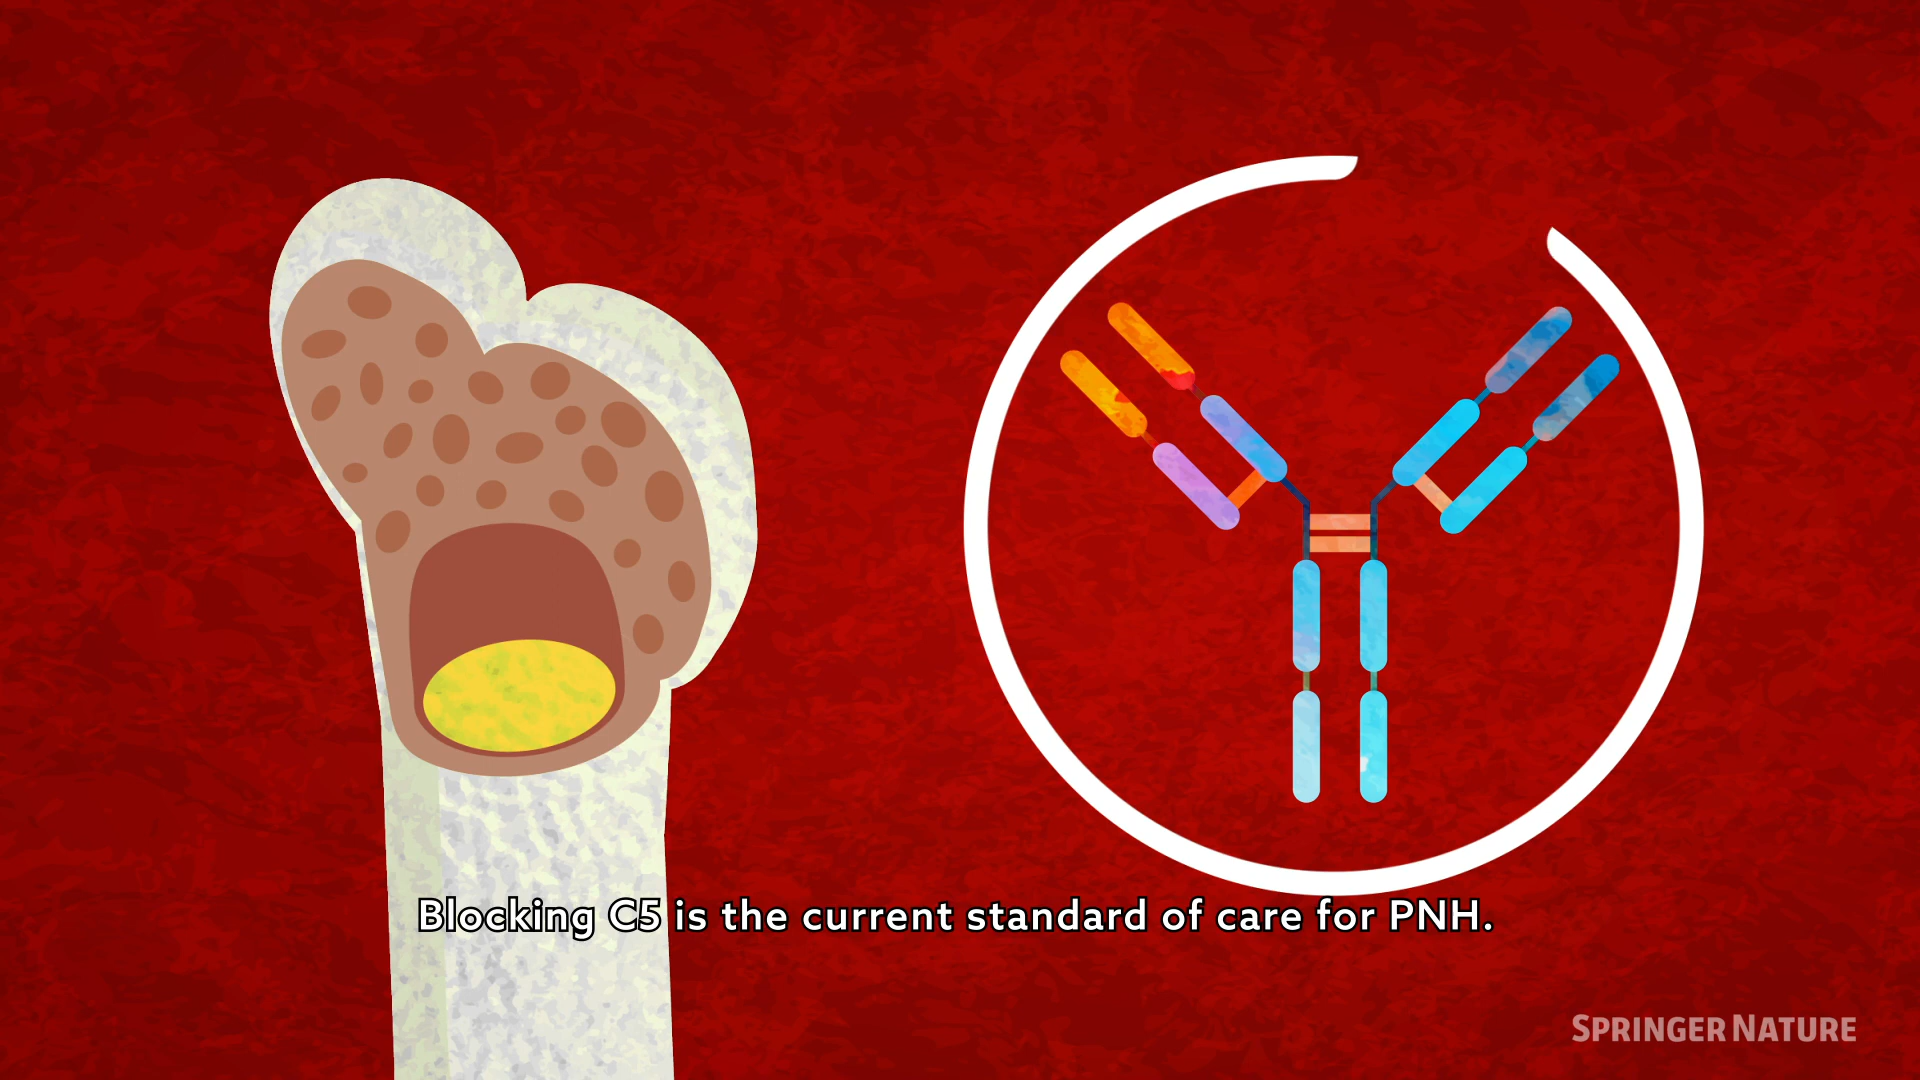 Blocking C5 is the current standard of care for PNH.
SPRINGER NATURE